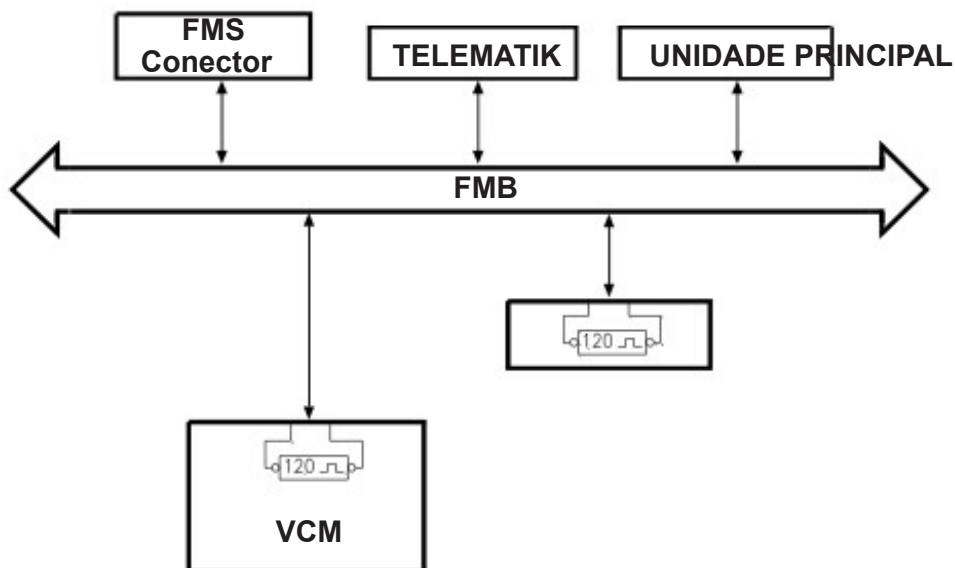 FMS
Conector
TELEMATIK
UNIDADE PRINCIPAL
FMB
120
120
VCM